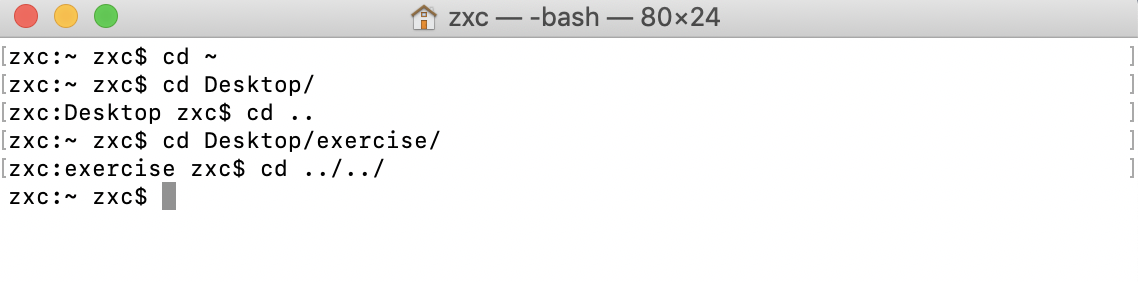 zxc — -bash — 80×24
[zxc:~ zxc$ cd ~ ]
[zxc:~ zxc$ cd Desktop/ ]
[zxc:Desktop zxc$ cd .. ]
[zxc:~ zxc$ cd Desktop/exercise/ ]
[zxc:exercise zxc$ cd ../../ ]
zxc:~ zxc$